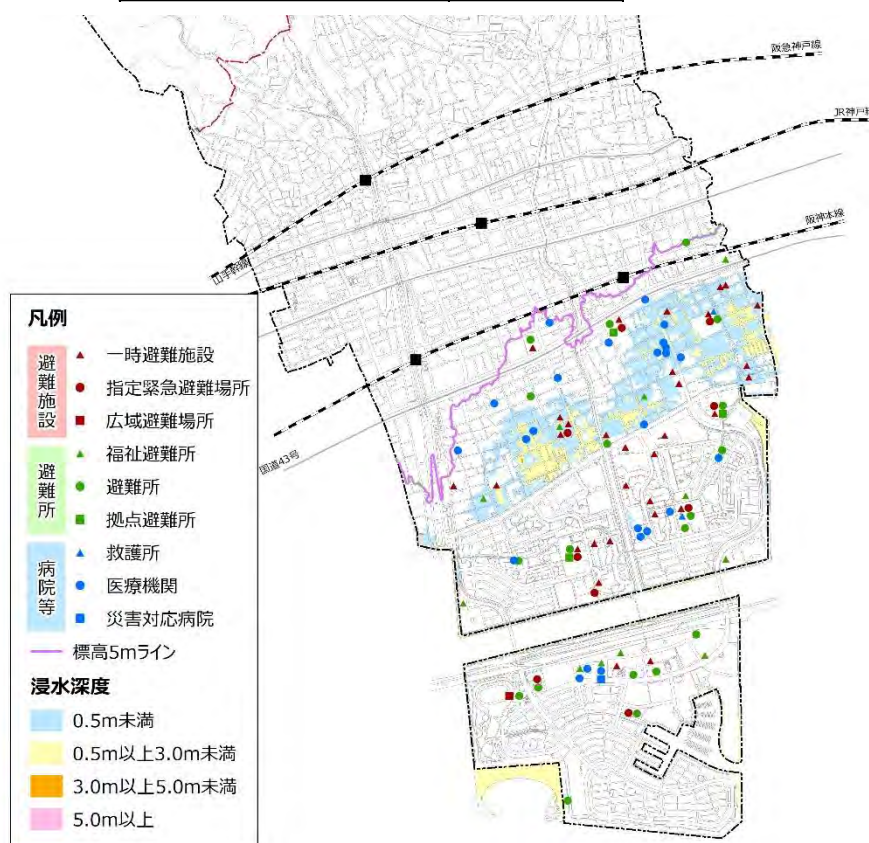 阪急神戸線
JR神戸線
阪神本線
山手幹線
国道43号
凡例
避難施設
一時避難施設
指定緊急避難場所
広域避難場所
避難所
福祉避難所
避難所
拠点避難所
病院等
救護所
医療機関
災害対応病院
標高5mライン
浸水深度
0.5m未満
0.5m以上3.0m未満
3.0m以上5.0m未満
5.0m以上